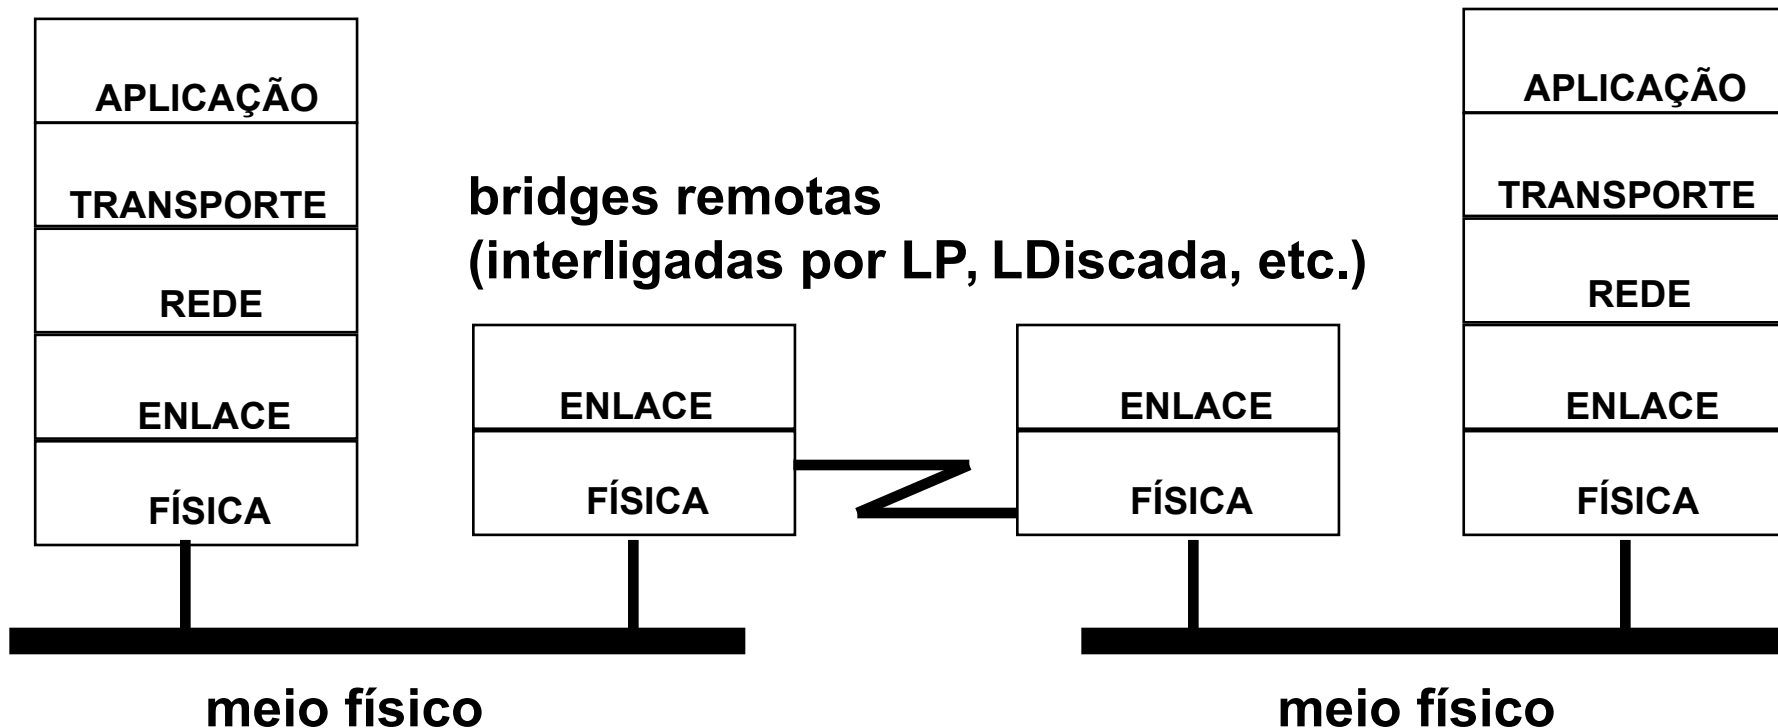 APLICAÇÃO
TRANSPORTE
REDE
ENLACE
FÍSICA
bridges remotas
(interligadas por LP, LDiscada, etc.)
ENLACE
FÍSICA
ENLACE
FÍSICA
APLICAÇÃO
TRANSPORTE
REDE
ENLACE
FÍSICA
meio físico
meio físico